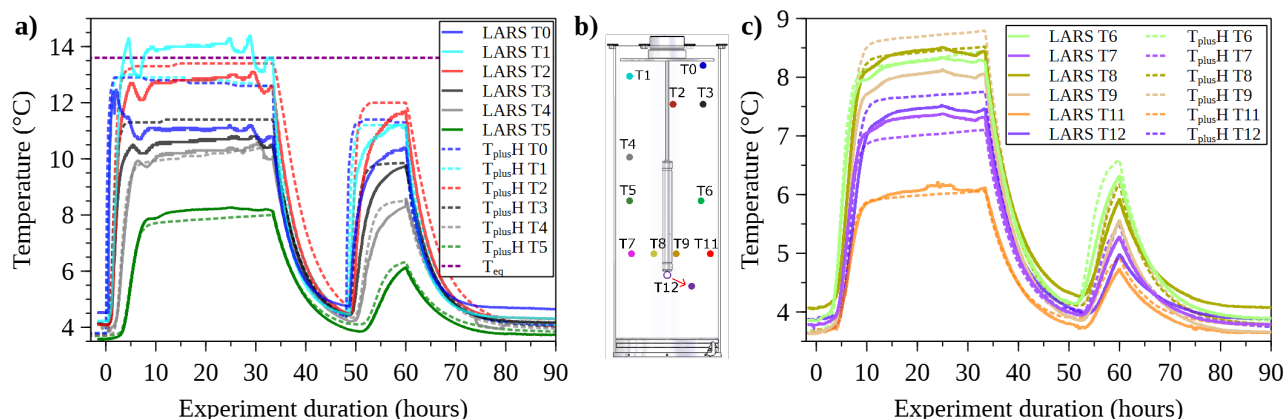 a)
Temperature (°C)
14
12
10
8
6
4
0 10 20 30 40 50 60 70 80 90
Experiment duration (hours)
LARS T0
LARS T1
LARS T2
LARS T3
LARS T4
LARS T5
TplusH T0
TplusH T1
TplusH T2
TplusH T3
TplusH T4
TplusH T5
Teq
b)
T0
T1
T2 T3
T4
T5 T6
T7 T8 T9 T11
T12
c)
Temperature (°C)
9
8
7
6
5
4
0 10 20 30 40 50 60 70 80 90
Experiment duration (hours)
LARS T6 TplusH T6
LARS T7 TplusH T7
LARS T8 TplusH T8
LARS T9 TplusH T9
LARS T11 TplusH T11
LARS T12 TplusH T12